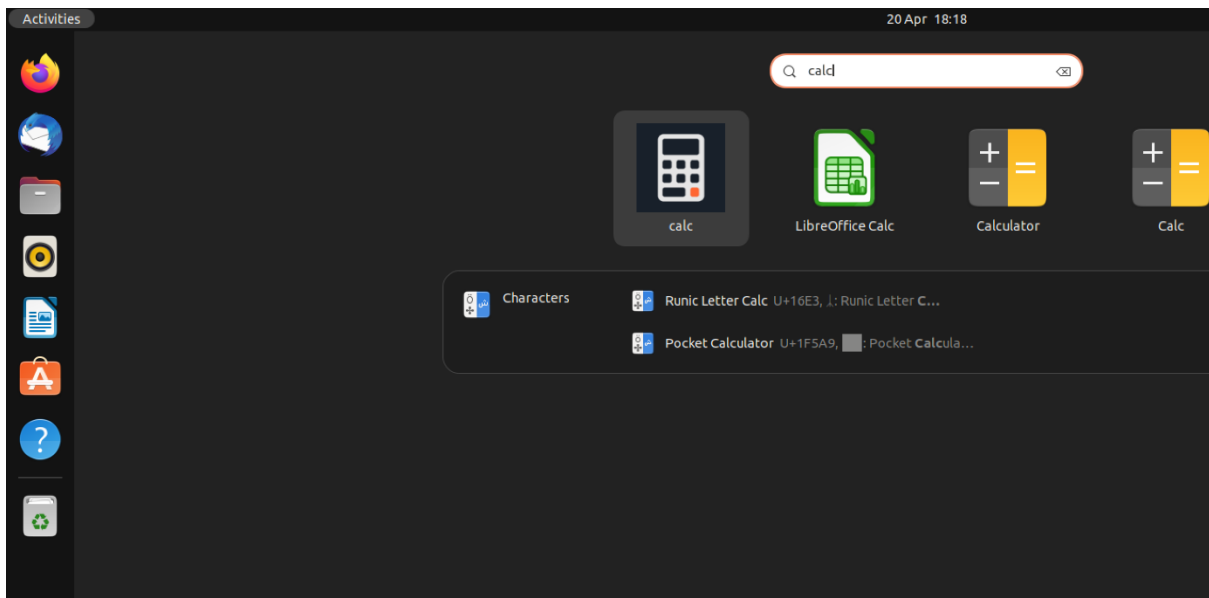 Activities
20 Apr 18:18
calc
calc
LibreOffice Calc
Calculator
Calc
Characters
Runic Letter Calc U+16E3, ᛣ: Runic Letter C...
Pocket Calculator U+1F5A9, : Pocket Calcula...